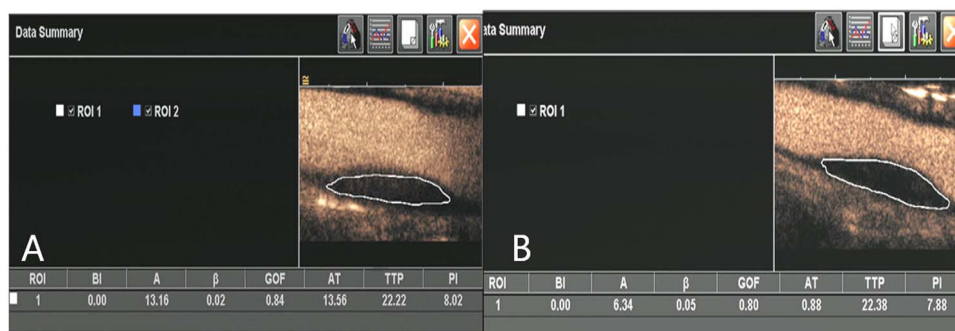 Data Summary
ROI 1
ROI 2
A
ROI BI A β GOF AT TTP PI
1 0.00 13.16 0.02 0.84 13.56 22.22 8.02
ata Summary
ROI 1
B
ROI BI A β GOF AT TTP PI
1 0.00 6.34 0.05 0.80 0.88 22.38 7.88